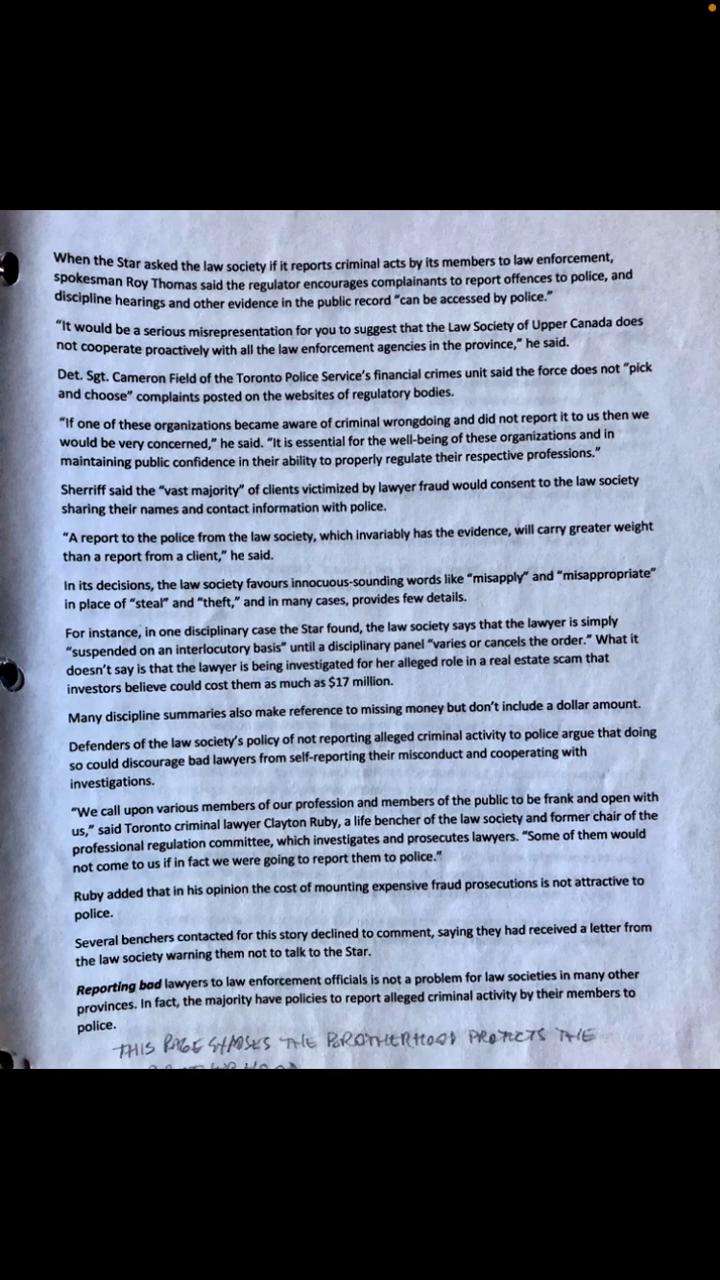 When the Star asked the law society if it reports criminal acts by its members to law enforcement,
spokesman Roy Thomas said the regulator encourages complainants to report offences to police, and
discipline hearings and other evidence in the public record “can be accessed by police.”
“It would be a serious misrepresentation for you to suggest that the Law Society of Upper Canada does
not cooperate proactively with all the law enforcement agencies in the province,” he said.
Det. Sgt. Cameron Field of the Toronto Police Service’s financial crimes unit said the force does not “pick
and choose” complaints posted on the websites of regulatory bodies.
“If one of these organizations became aware of criminal wrongdoing and did not report it to us then we
would be very concerned,” he said. “It is essential for the well-being of these organizations and in
maintaining public confidence in their ability to properly regulate their respective professions.”
Sherriff said the “vast majority” of clients victimized by lawyer fraud would consent to the law society
sharing their names and contact information with police.
“A report to the police from the law society, which invariably has the evidence, will carry greater weight
than a report from a client,” he said.
In its decisions, the law society favours innocuous-sounding words like “misapply” and “misappropriate”
in place of “steal” and “theft,” and in many cases, provides few details.
For instance, in one disciplinary case the Star found, the law society says that the lawyer is simply
“suspended on an interlocutory basis” until a disciplinary panel “varies or cancels the order.” What it
doesn’t say is that the lawyer is being investigated for her alleged role in a real estate scam that
investors believe could cost them as much as $17 million.
Many discipline summaries also make reference to missing money but don’t include a dollar amount.
Defenders of the law society’s policy of not reporting alleged criminal activity to police argue that doing
so could discourage bad lawyers from self-reporting their misconduct and cooperating with
investigations.
“We call upon various members of our profession and members of the public to be frank and open with
us,” said Toronto criminal lawyer Clayton Ruby, a life bencher of the law society and former chair of the
professional regulation committee, which investigates and prosecutes lawyers. “Some of them would
not come to us if in fact we were going to report them to police.”
Ruby added that in his opinion the cost of mounting expensive fraud prosecutions is not attractive to
police.
Several benchers contacted for this story declined to comment, saying they had received a letter from
the law society warning them not to talk to the Star.
Reporting bad lawyers to law enforcement officials is not a problem for law societies in many other
provinces. In fact, the majority have policies to report alleged criminal activity by their members to
police.
THIS PAGE THE BROTHERHOOD PROTECTS THE